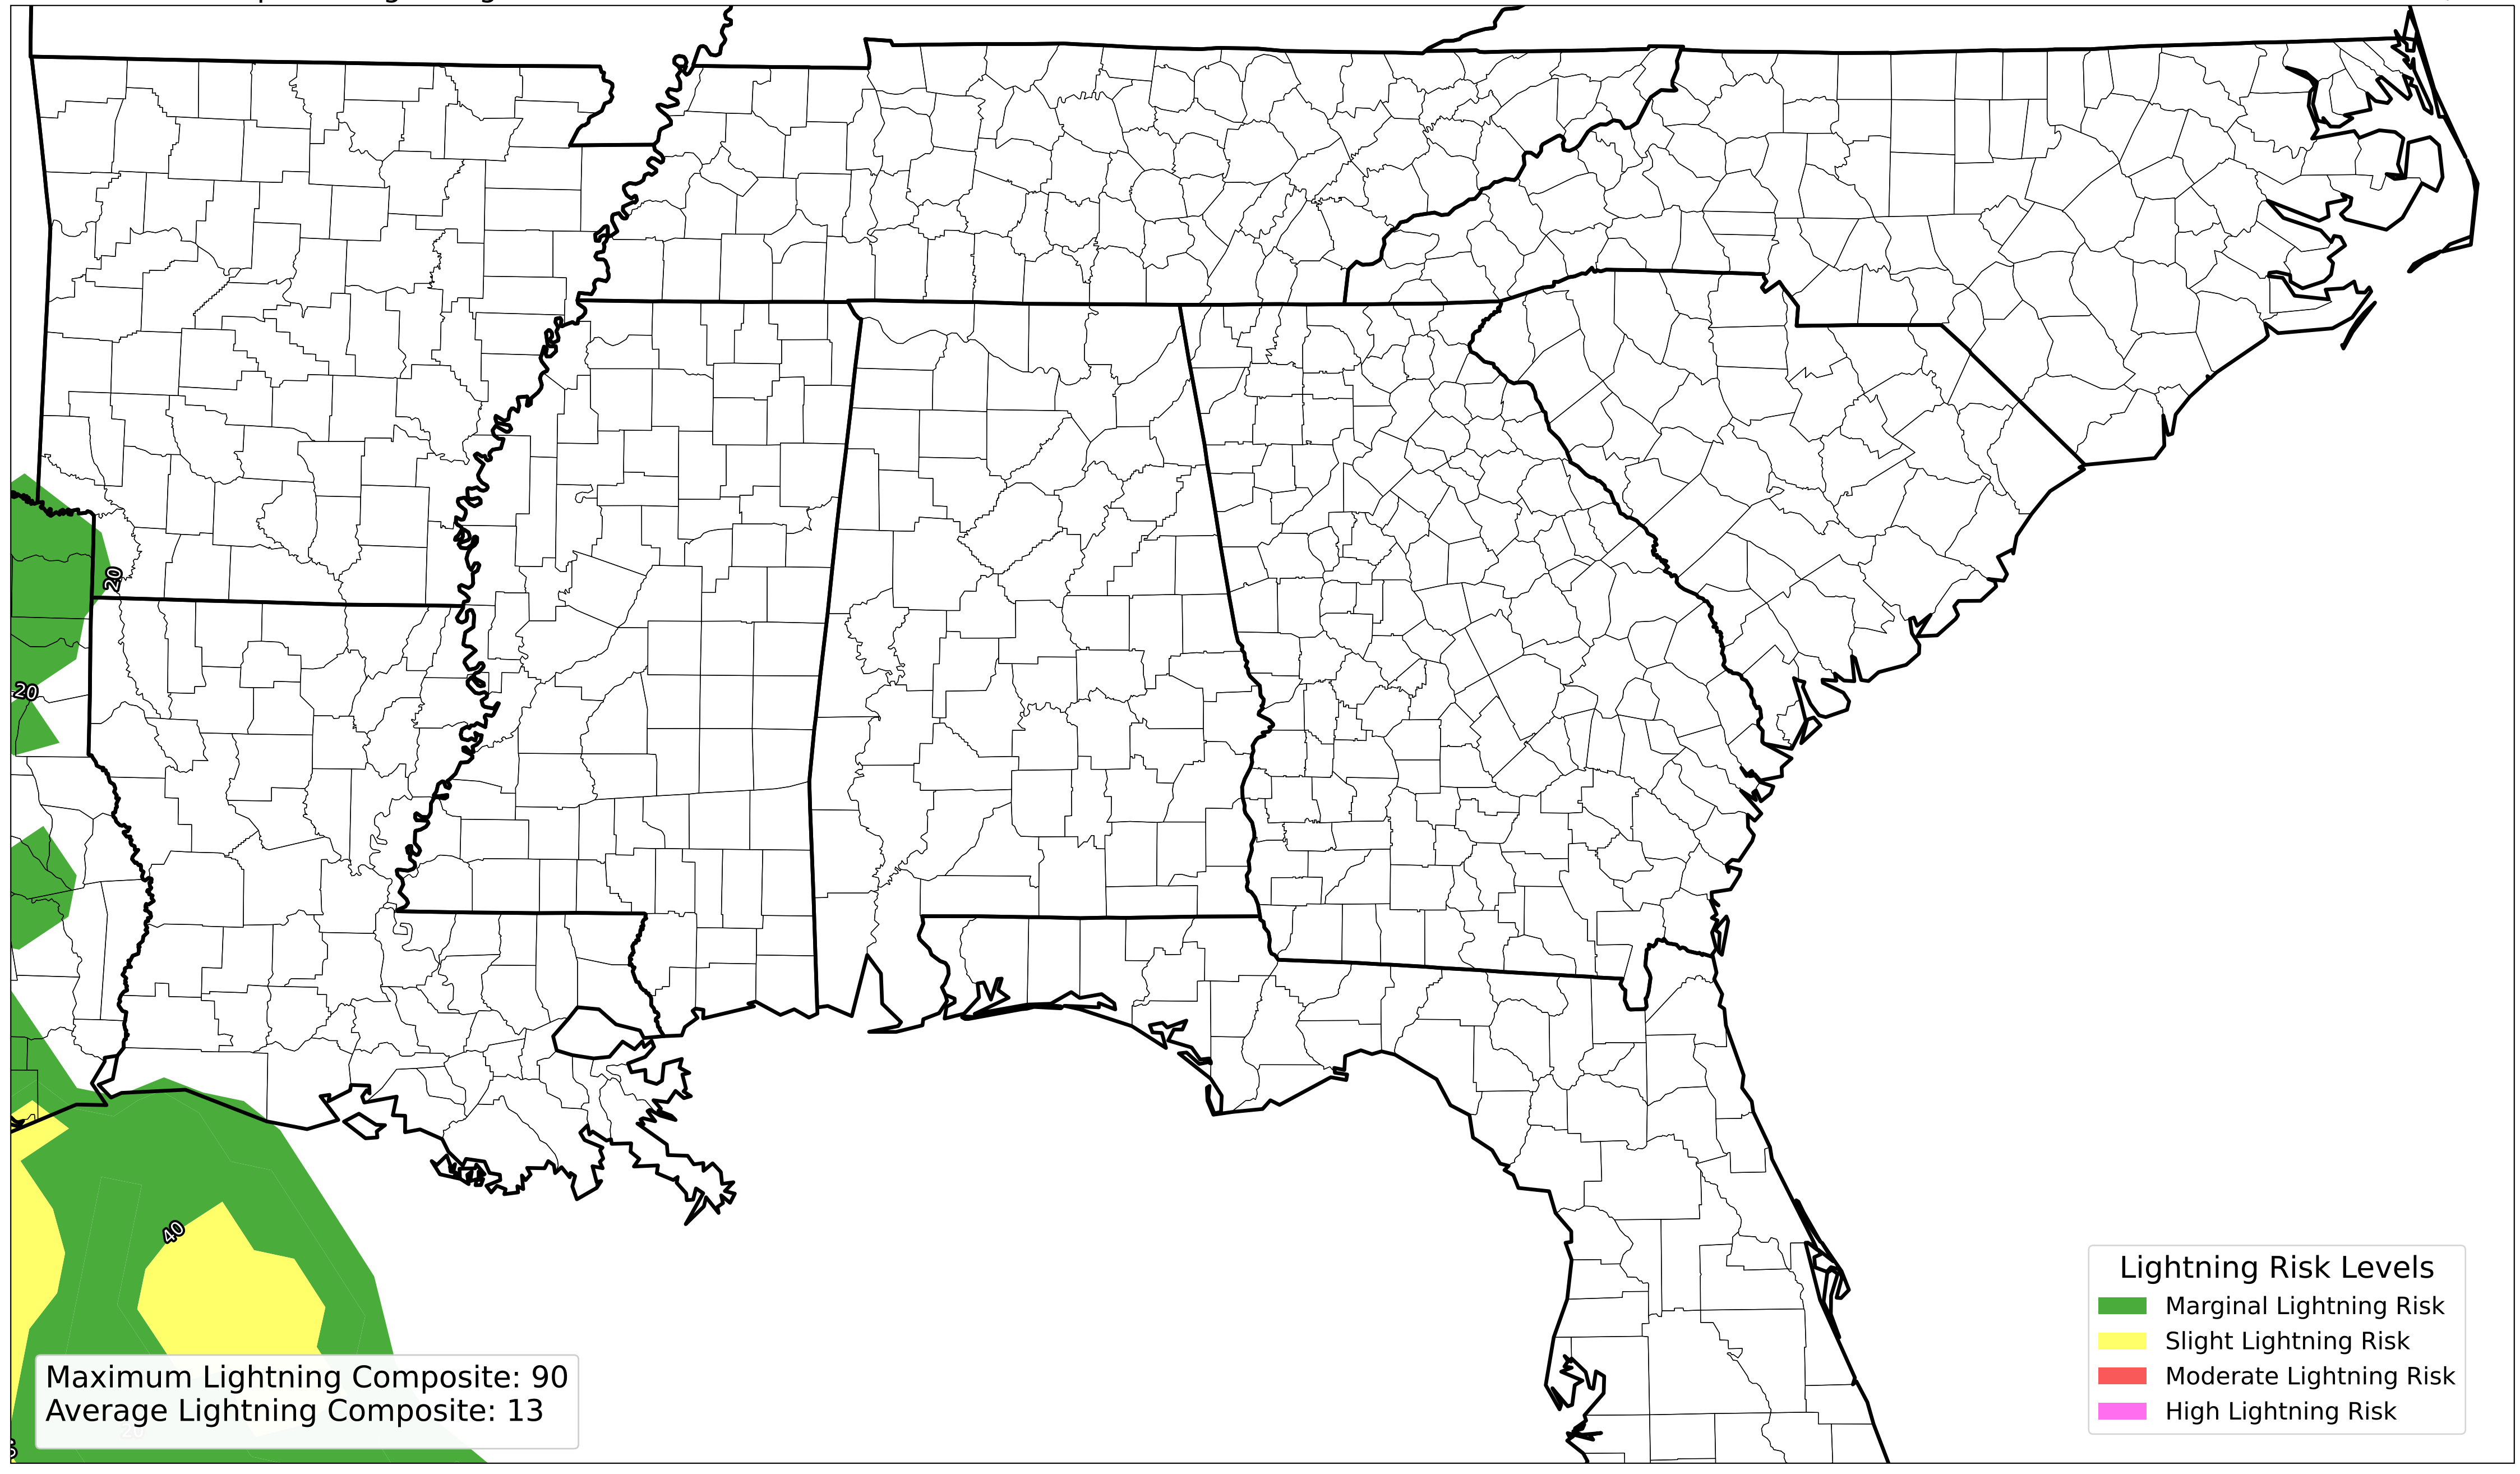 20
20
40
Maximum Lightning Composite: 90
Average Lightning Composite: 13
Lightning Risk Levels
Marginal Lightning Risk
Slight Lightning Risk
Moderate Lightning Risk
High Lightning Risk